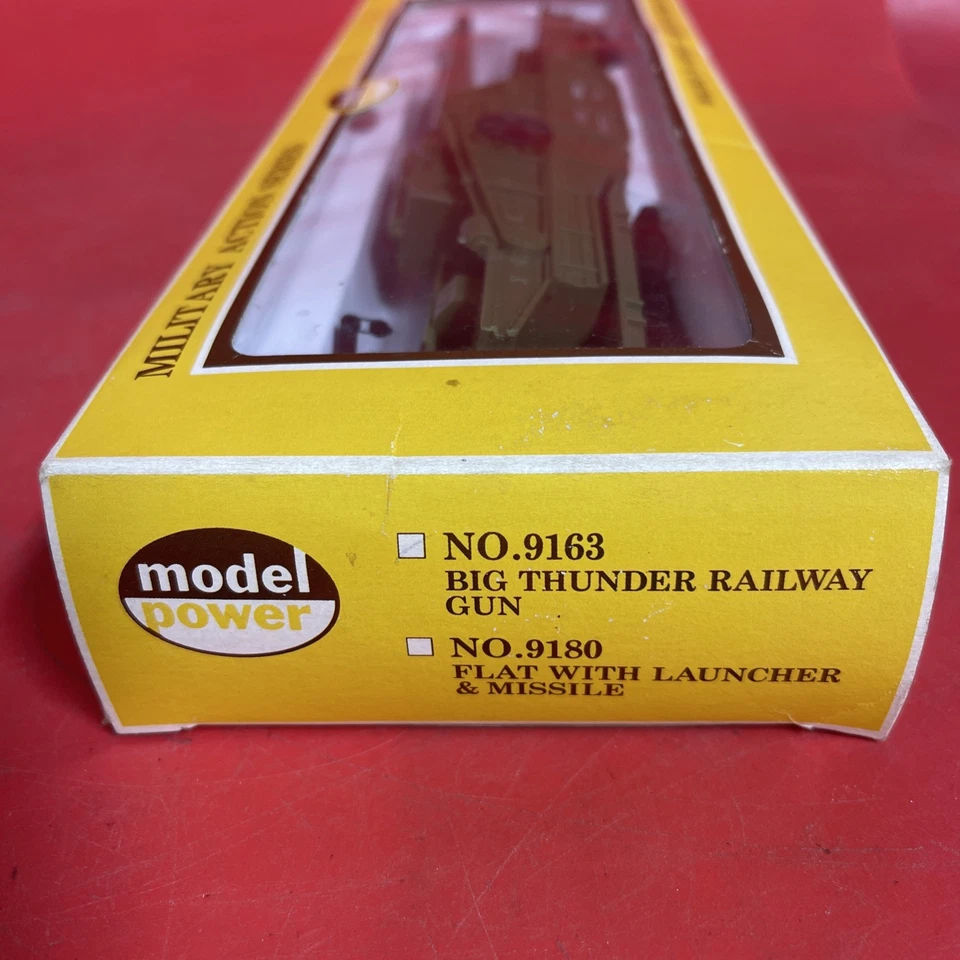 MILITARY ACTION SERIES
model
power
NO.9163
BIG THUNDER RAILWAY
GUN
NO.9180
FLAT WITH LAUNCHER
& MISSILE